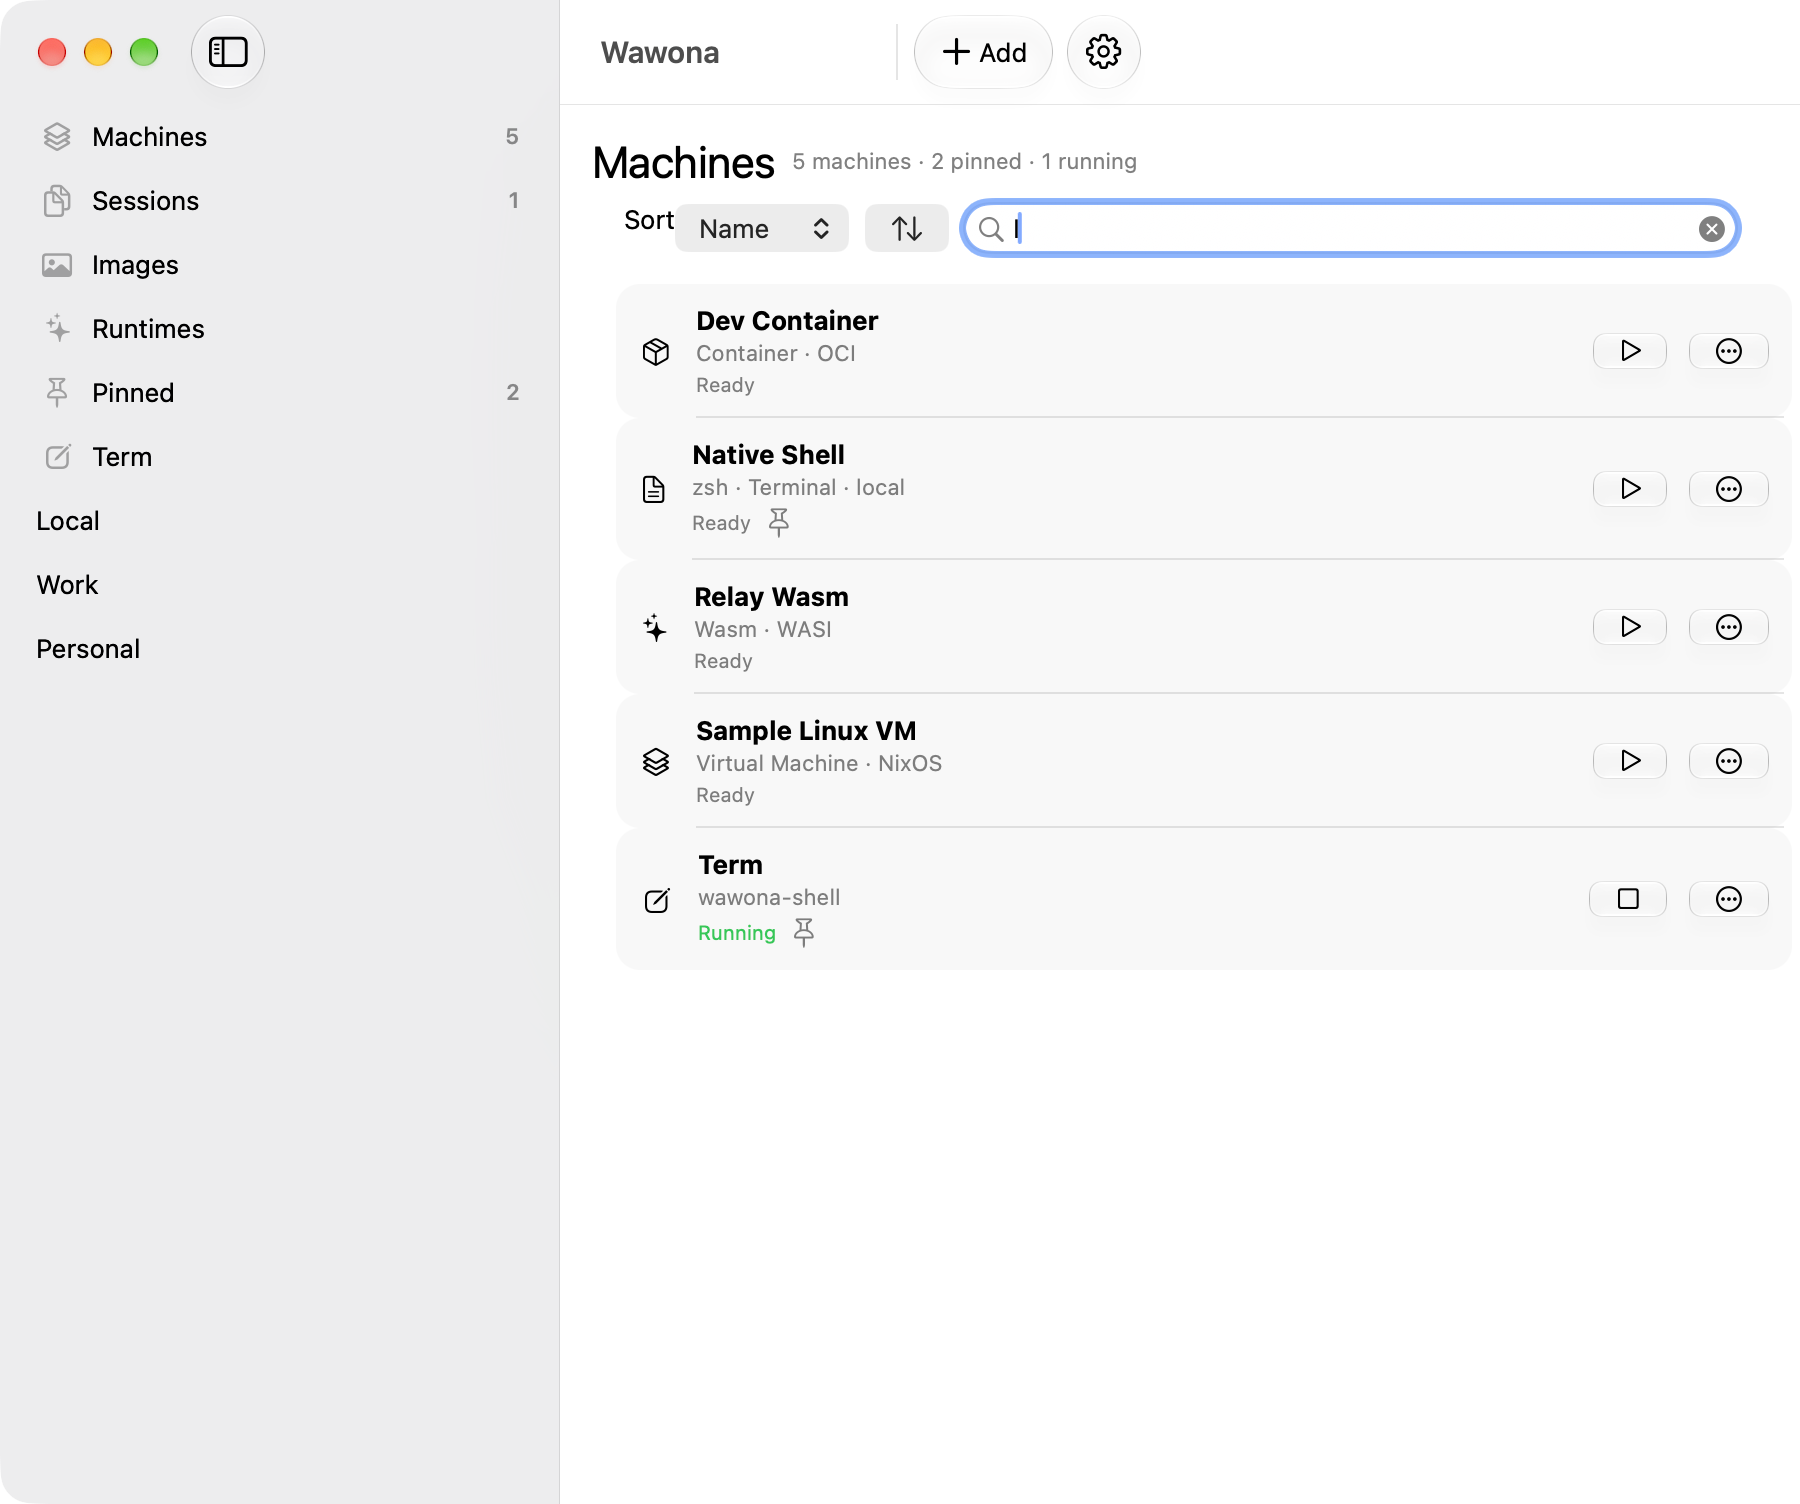 Wawona
Add
Machines 5
Sessions 1
Images
Runtimes
Pinned 2
Term
Local
Work
Personal
Machines 5 machines · 2 pinned · 1 running
Sort Name
Dev Container
Container · OCI
Ready
Native Shell
zsh · Terminal · local
Ready
Relay Wasm
Wasm · WASI
Ready
Sample Linux VM
Virtual Machine · NixOS
Ready
Term
wawona-shell
Running